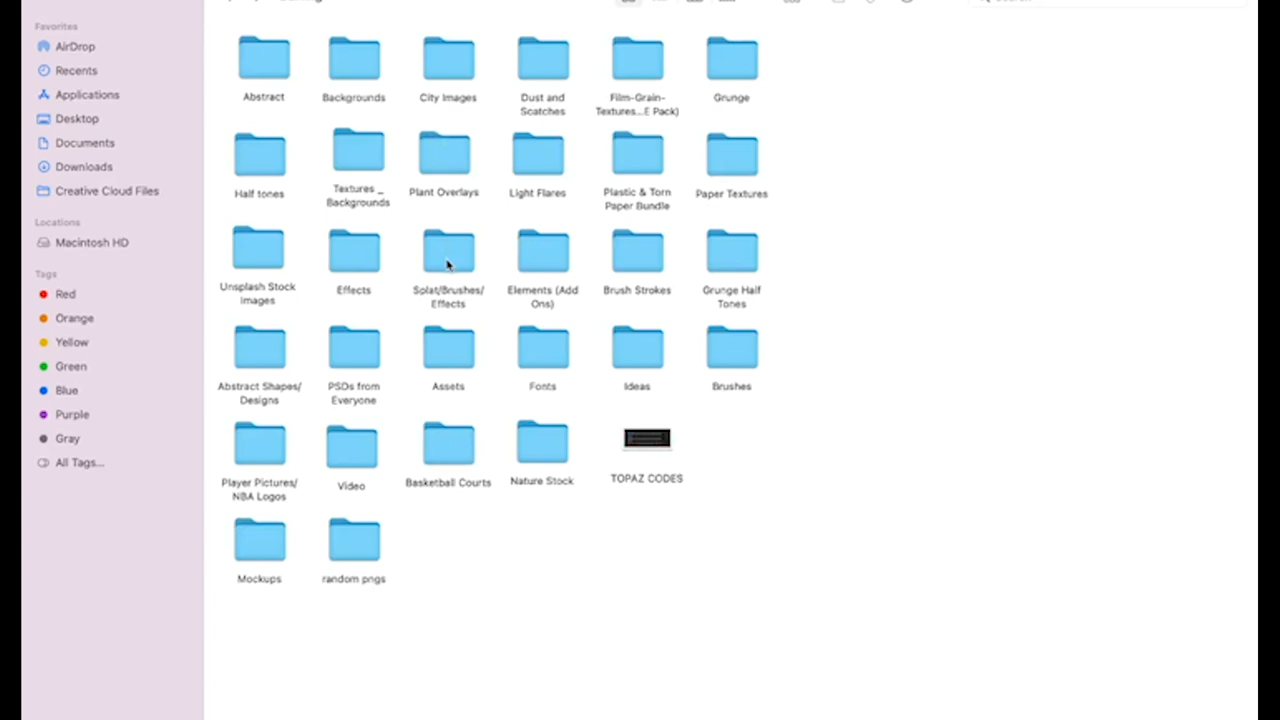 Favorites
AirDrop
Recents
Applications
Desktop
Documents
Downloads
Creative Cloud Files
Locations
Macintosh HD
Tags
Red
Orange
Yellow
Green
Blue
Purple
Gray
All Tags...
Abstract
Backgrounds
City Images
Dust and
Scatches
Film-Grain-
Textures...E Pack)
Grunge
Half tones
Textures _
Backgrounds
Plant Overlays
Light Flares
Plastic & Torn
Paper Bundle
Paper Textures
Unsplash Stock
Images
Effects
Splat/Brushes/
Effects
Elements (Add
Ons)
Brush Strokes
Grunge Half
Tones
Abstract Shapes/
Designs
PSDs from
Everyone
Assets
Fonts
Ideas
Brushes
Player Pictures/
NBA Logos
Video
Basketball Courts
Nature Stock
TOPAZ CODES
Mockups
random pngs